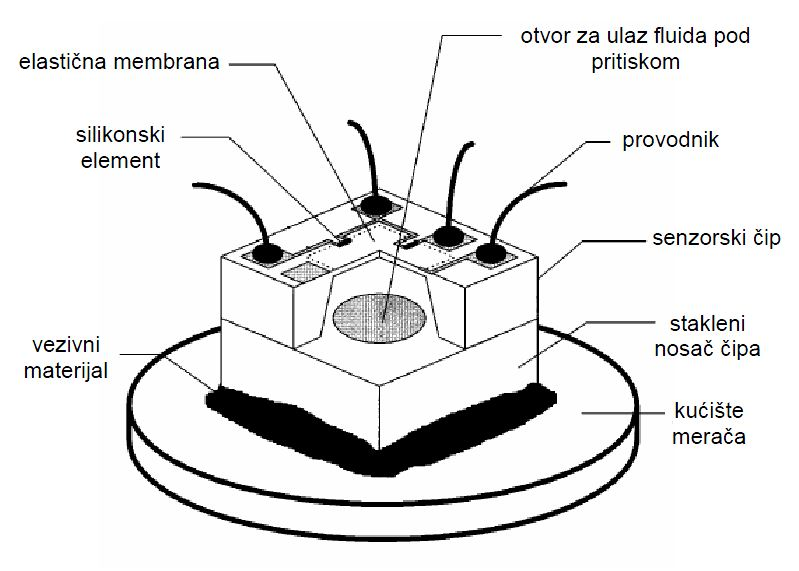 otvor za ulaz fluida pod
pritiskom
elastična membrana
silikonski
element
provodnik
senzorski čip
stakleni
nosač čipa
vezivni
materijal
kućište
merača